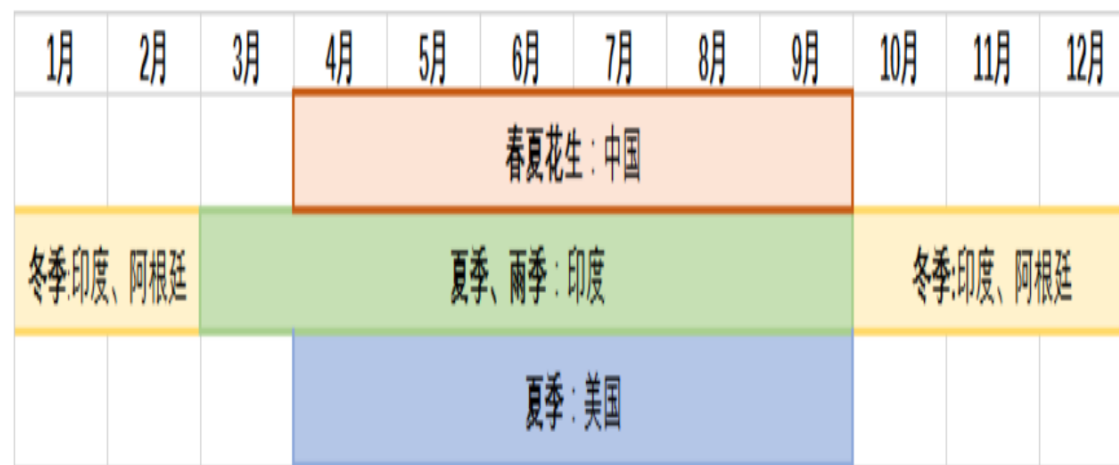 1月 2月 3月 4月 5月 6月 7月 8月 9月 10月 11月 12月
春夏花生：中国
冬季:印度、阿根廷 夏季、雨季：印度 冬季:印度、阿根廷
夏季：美国